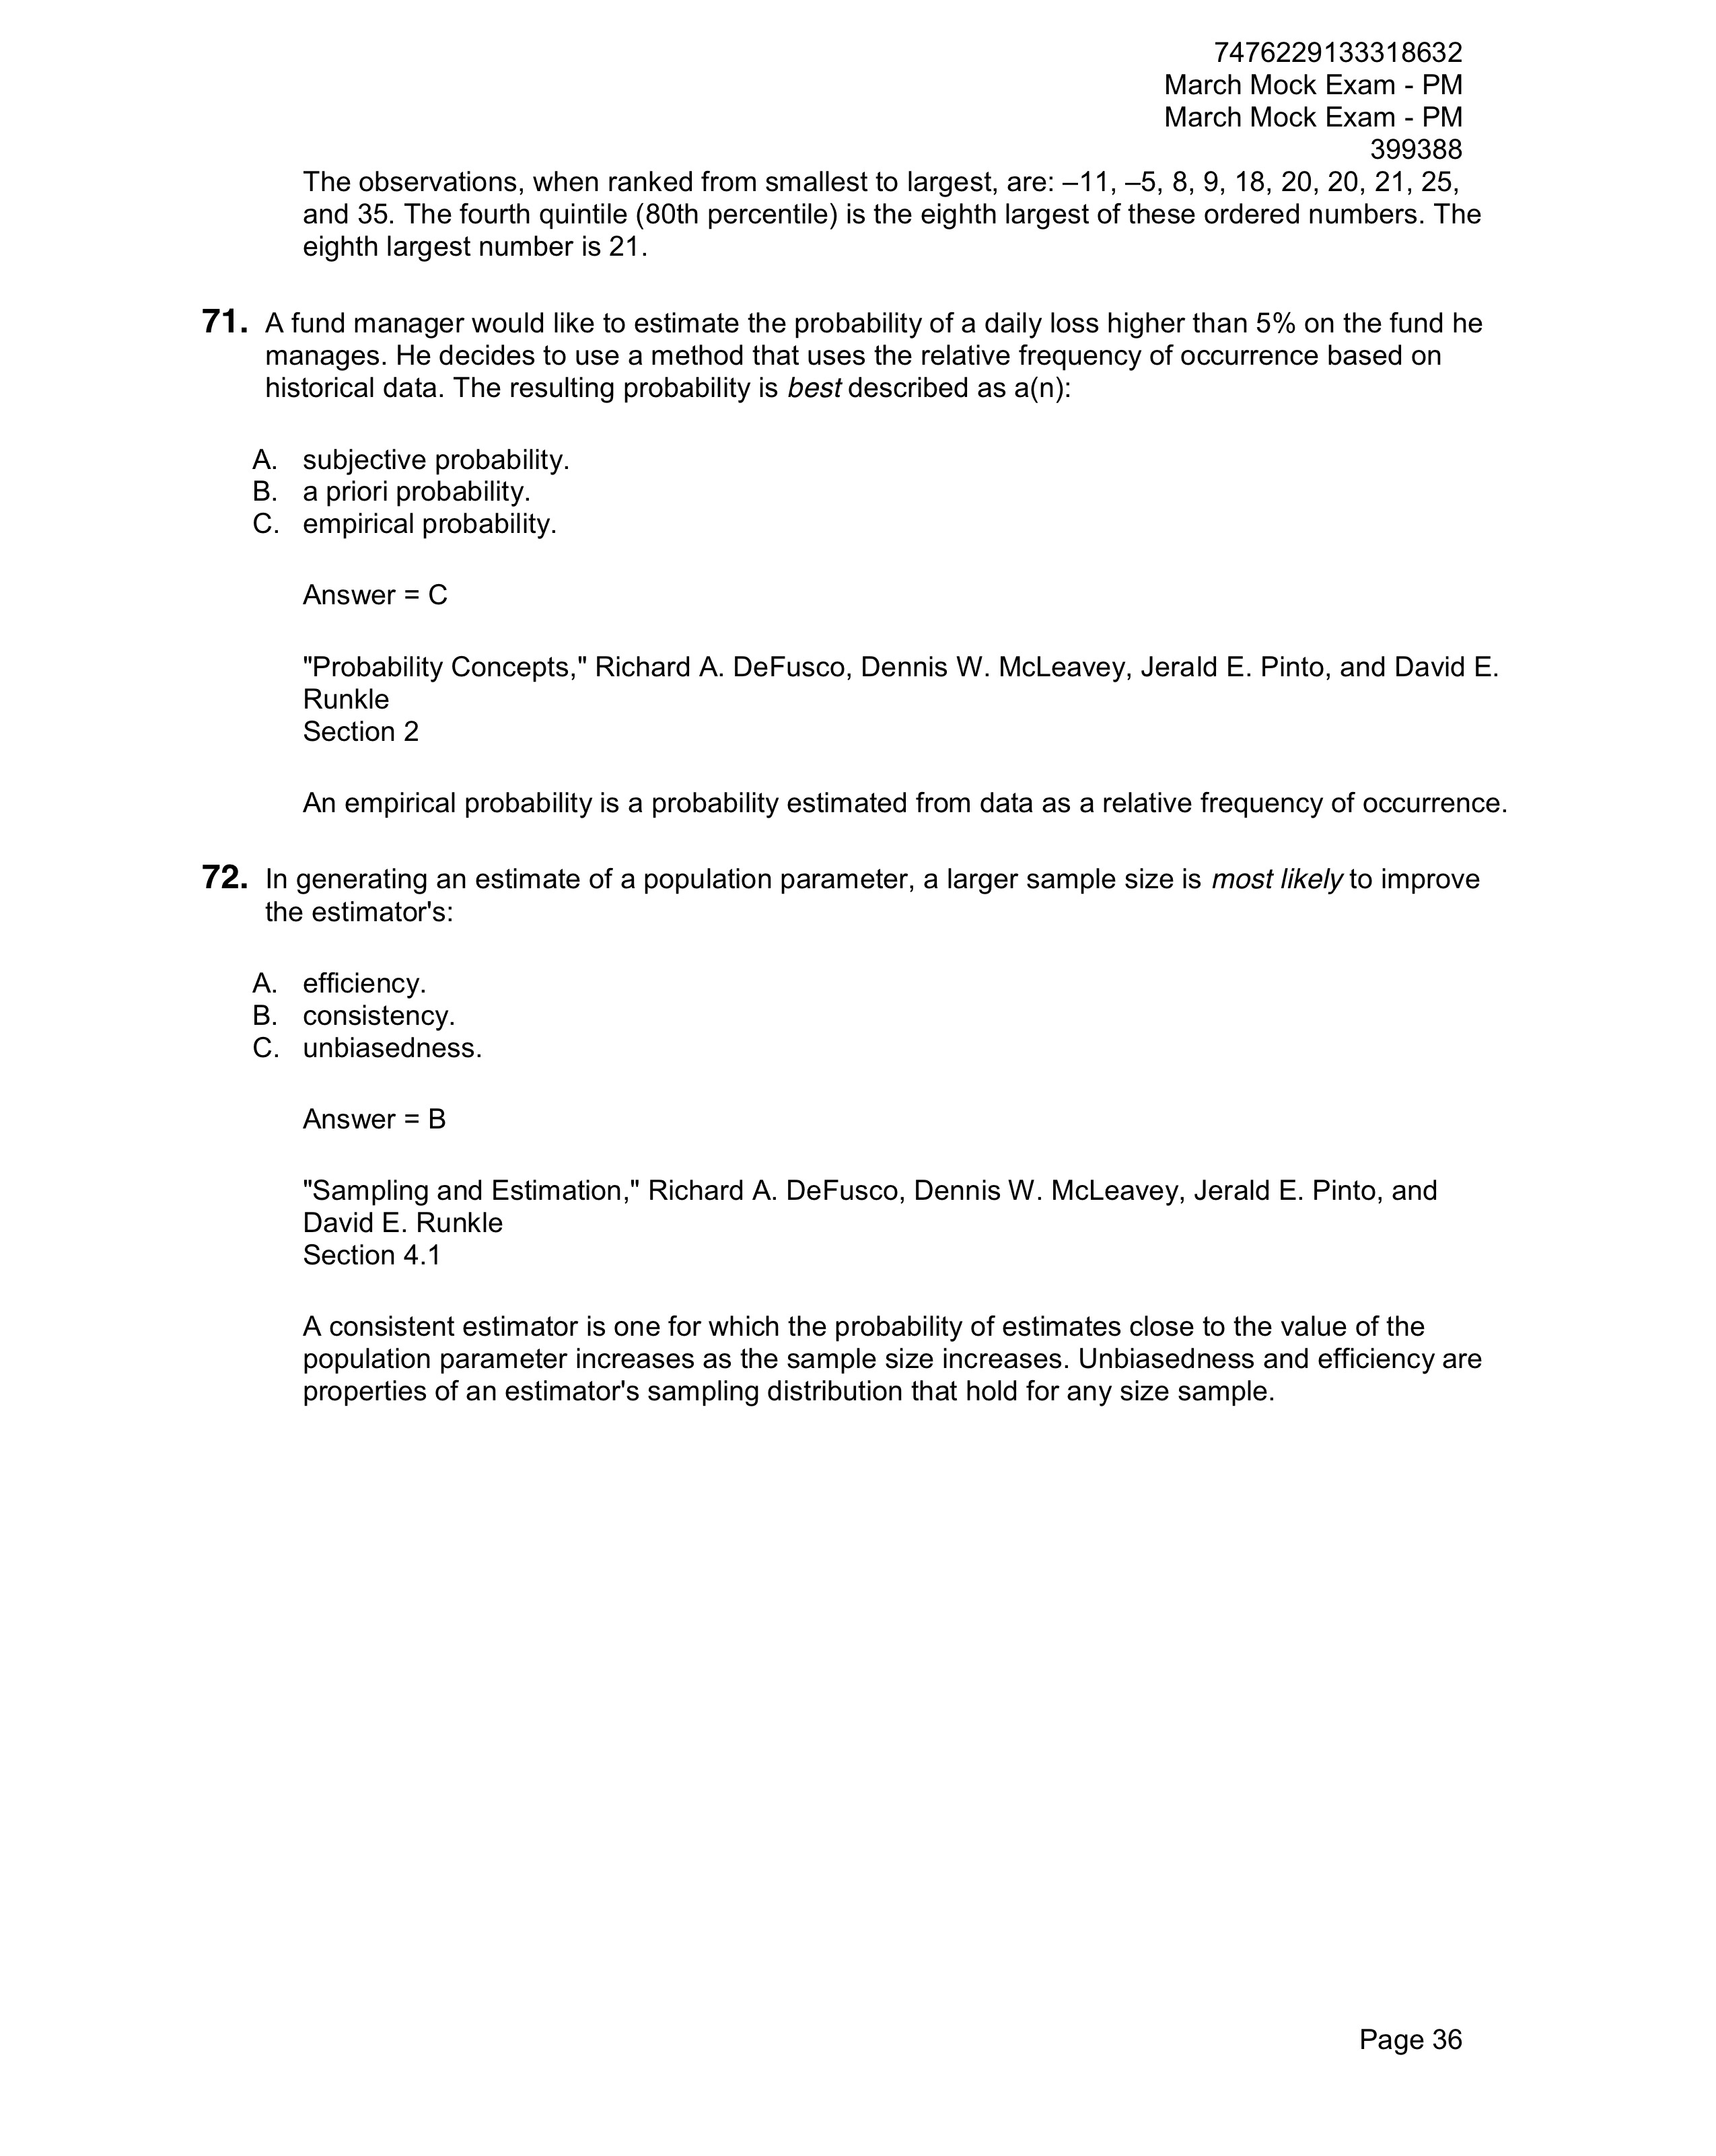 7476229133318632
March Mock Exam - PM
March Mock Exam - PM
399388
The observations, when ranked from smallest to largest, are: –11, –5, 8, 9, 18, 20, 20, 21, 25,
and 35. The fourth quintile (80th percentile) is the eighth largest of these ordered numbers. The
eighth largest number is 21.
71. A fund manager would like to estimate the probability of a daily loss higher than 5% on the fund he
manages. He decides to use a method that uses the relative frequency of occurrence based on
historical data. The resulting probability is best described as a(n):
A. subjective probability.
B. a priori probability.
C. empirical probability.
Answer = C
"Probability Concepts," Richard A. DeFusco, Dennis W. McLeavey, Jerald E. Pinto, and David E.
Runkle
Section 2
An empirical probability is a probability estimated from data as a relative frequency of occurrence.
72. In generating an estimate of a population parameter, a larger sample size is most likely to improve
the estimator's:
A. efficiency.
B. consistency.
C. unbiasedness.
Answer = B
"Sampling and Estimation," Richard A. DeFusco, Dennis W. McLeavey, Jerald E. Pinto, and
David E. Runkle
Section 4.1
A consistent estimator is one for which the probability of estimates close to the value of the
population parameter increases as the sample size increases. Unbiasedness and efficiency are
properties of an estimator's sampling distribution that hold for any size sample.
Page 36